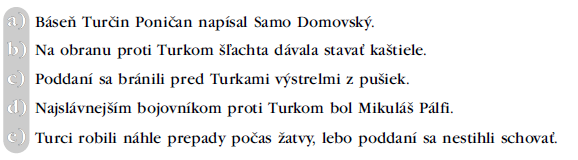 a) Báseň Turčin Poničan napísal Samo Domovský.
b) Na obranu proti Turkom šľachta dávala stavať kaštiele.
c) Poddaní sa bránili pred Turkami výstrelmi z pušiek.
d) Najslávnejším bojovníkom proti Turkom bol Mikuláš Pálfi.
e) Turci robili náhle prepady počas žatvy, lebo poddaní sa nestihli schovať.